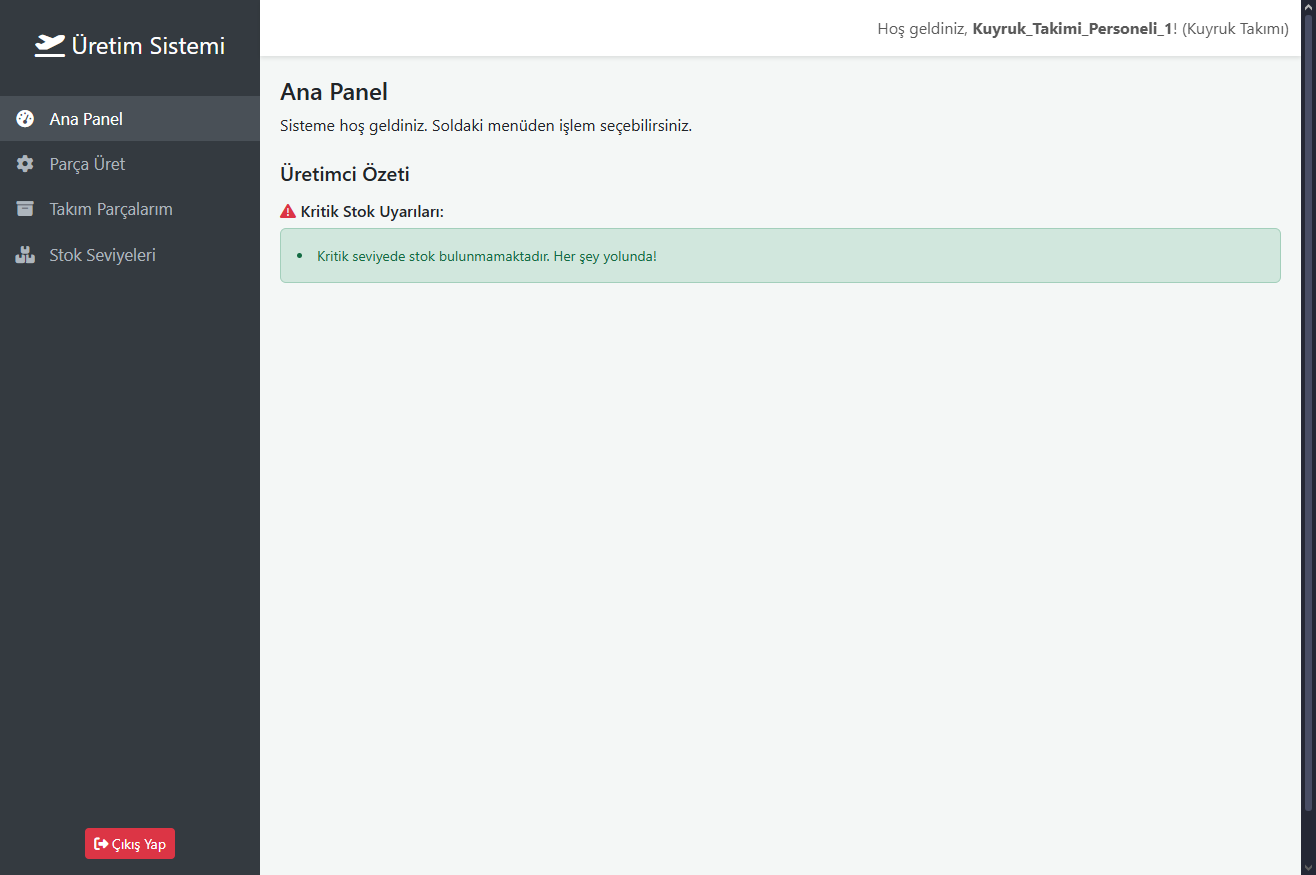 Üretim Sistemi
Ana Panel
Parça Üret
Takım Parçalarım
Stok Seviyeleri
Çıkış Yap
Hoş geldiniz, Kuyruk_Takimi_Personeli_1! (Kuyruk Takımı)
Ana Panel
Sisteme hoş geldiniz. Soldaki menüden işlem seçebilirsiniz.
Üretimci Özeti
Kritik Stok Uyarıları:
• Kritik seviyede stok bulunmamaktadır. Her şey yolunda!